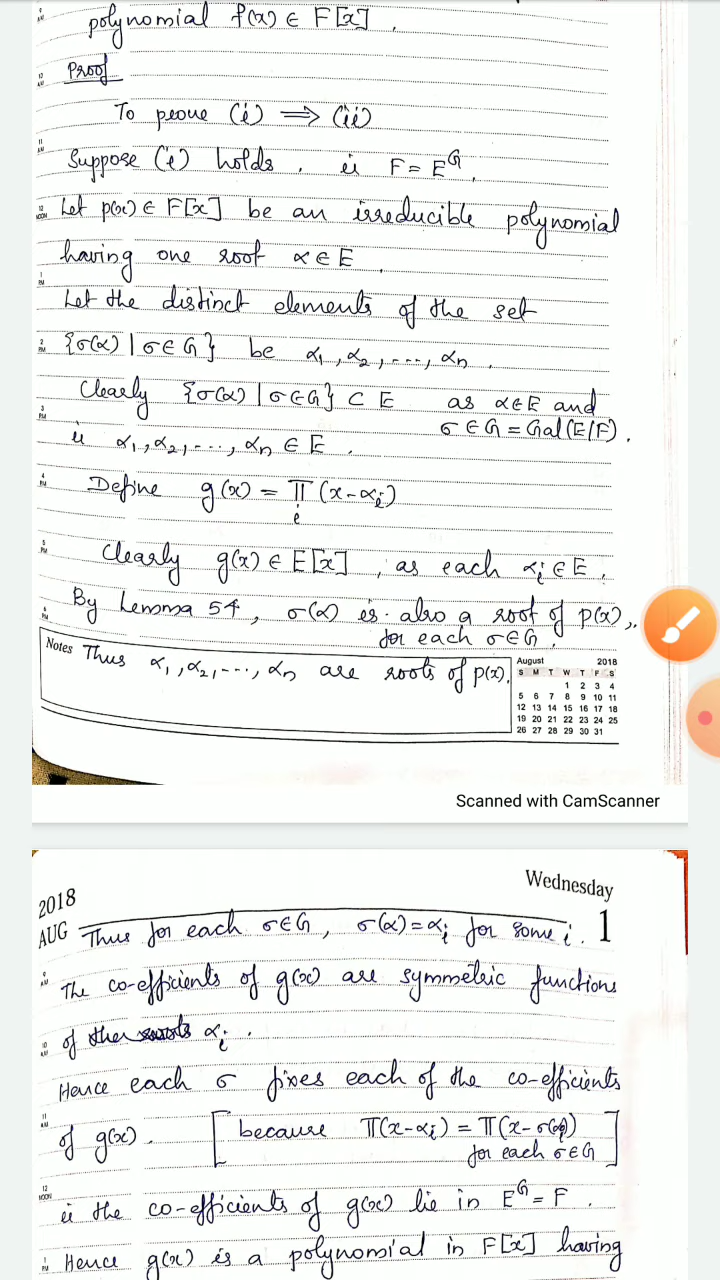 polynomial f(x) ∈ F[x].
Proof
To prove (i) ⟹ (ii)
Suppose (i) holds. ie F = E^G.
Let p(x) ∈ F[x] be an irreducible polynomial
having one root α ∈ E.
Let the distinct elements of the set
{σ(α) | σ∈G} be α₁, α₂, ---, αn.
Clearly {σ(α) | σ∈G} ⊂ E as α∈E and
σ ∈ G = Gal(E/F).
ie α₁, α₂, ---, αn ∈ E.
Define g(x) = Π (x-αi)
i
Clearly g(x) ∈ E[x], as each αi ∈ E.
By Lemma 54, σ(α) is also a root of p(x),
for each σ∈G.
Notes Thus α₁, α₂, ---, αn are roots of p(x).
August 2018
S M T W T F S
1 2 3 4
5 6 7 8 9 10 11
12 13 14 15 16 17 18
19 20 21 22 23 24 25
26 27 28 29 30 31
Scanned with CamScanner
Wednesday
2018
AUG Thus for each σ∈G, σ(α)=αi for some i. 1
The co-efficients of g(x) are symmetric functions
of the αi.
Hence each σ fixes each of the co-efficients
of g(x). [because Π(x-αi) = Π(x-σ(αi))
for each σ∈G]
ie the co-efficients of g(x) lie in E^G = F.
Hence g(x) is a polynomial in F[x] having